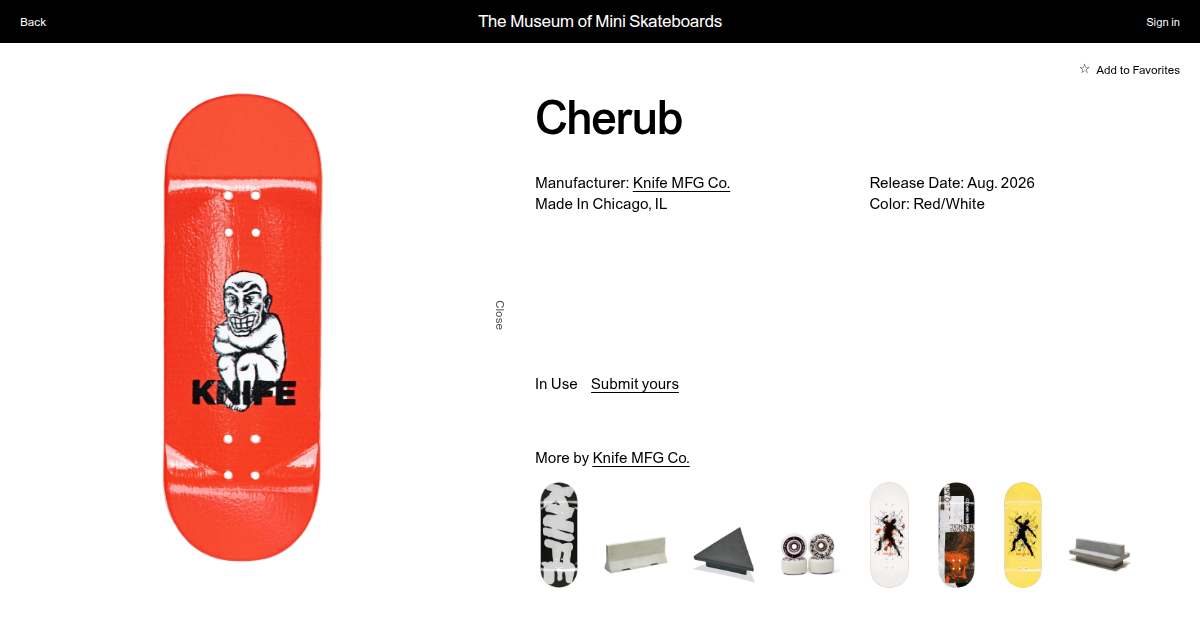 Back
The Museum of Mini Skateboards
Sign in
☆ Add to Favorites
Cherub
Manufacturer: Knife MFG Co.
Made In Chicago, IL
Release Date: Aug. 2026
Color: Red/White
KNIFE
Close
In Use Submit yours
More by Knife MFG Co.
KNIFE